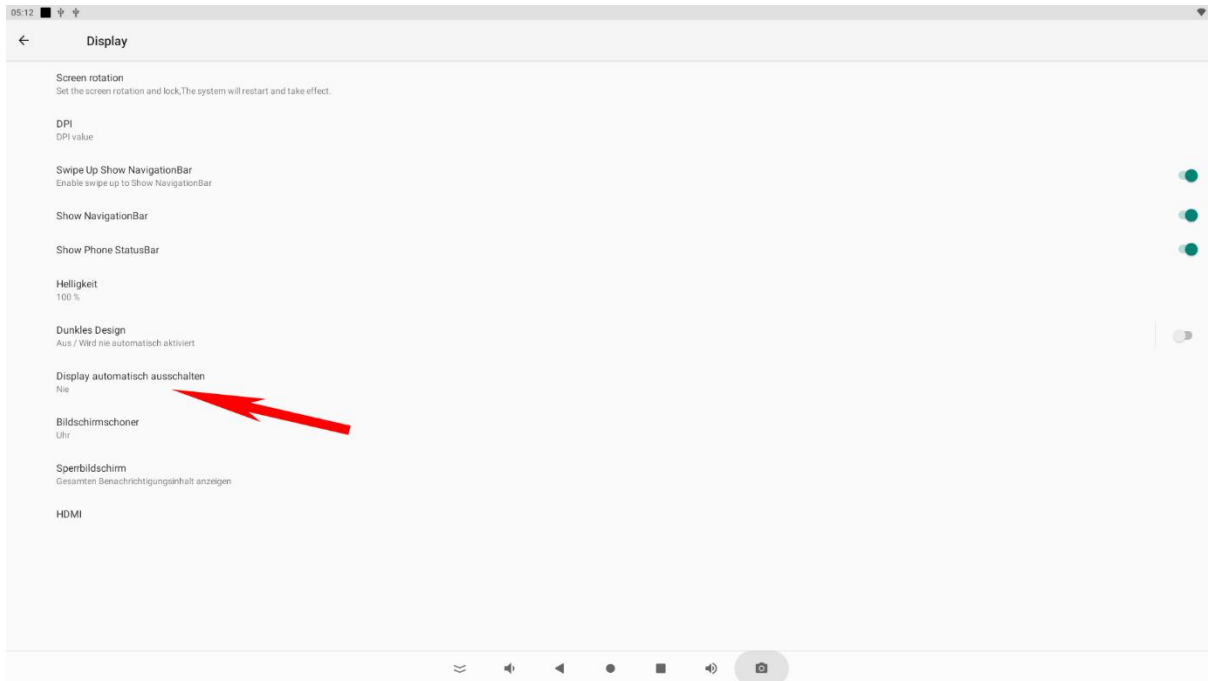 05:12
Display
Screen rotation
Set the screen rotation and lock,The system will restart and take effect.
DPI
DPI value
Swipe Up Show NavigationBar
Enable swipe up to Show NavigationBar
Show NavigationBar
Show Phone StatusBar
Helligkeit
100 %
Dunkles Design
Aus / Wird nie automatisch aktiviert
Display automatisch ausschalten
Nie
Bildschirmschoner
Uhr
Sperrbildschirm
Gesamten Benachrichtigungsinhalt anzeigen
HDMI